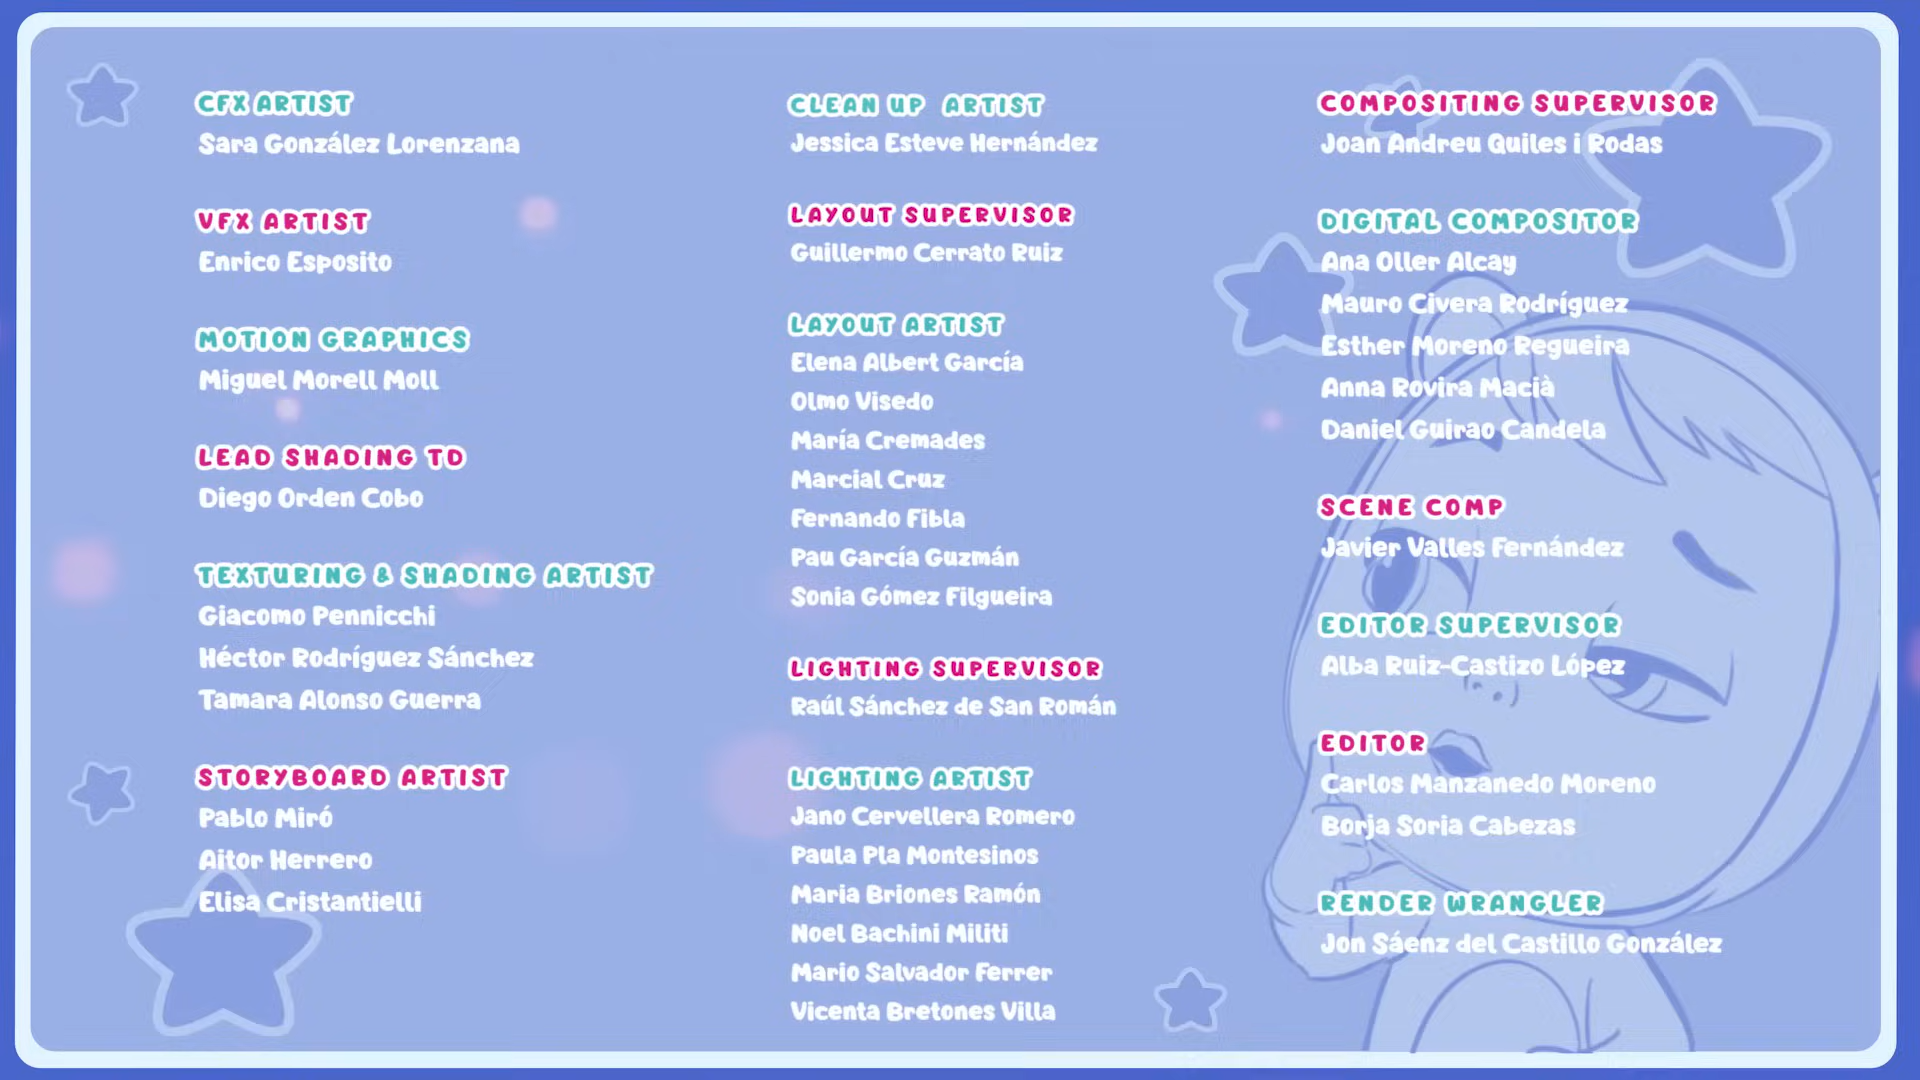 CFX ARTIST
Sara González Lorenzana
VFX ARTIST
Enrico Esposito
MOTION GRAPHICS
Miguel Morell Moll
LEAD SHADING TD
Diego Orden Cobo
TEXTURING & SHADING ARTIST
Giacomo Pennicchi
Héctor Rodríguez Sánchez
Tamara Alonso Guerra
STORYBOARD ARTIST
Pablo Miró
Aitor Herrero
Elisa Cristantielli
CLEAN UP ARTIST
Jessica Esteve Hernández
LAYOUT SUPERVISOR
Guillermo Cerrato Ruiz
LAYOUT ARTIST
Elena Albert García
Olmo Visedo
María Cremades
Marcial Cruz
Fernando Fibla
Pau García Guzmán
Sonia Gómez Filgueira
LIGHTING SUPERVISOR
Raúl Sánchez de San Román
LIGHTING ARTIST
Jano Cervellera Romero
Paula Pla Montesinos
Maria Briones Ramón
Noel Bachini Militi
Mario Salvador Ferrer
Vicenta Bretones Villa
COMPOSITING SUPERVISOR
Joan Andreu Quiles i Rodas
DIGITAL COMPOSITOR
Ana Oller Alcay
Mauro Civera Rodríguez
Esther Moreno Regueira
Anna Rovira Macià
Daniel Guirao Candela
SCENE COMP
Javier Valles Fernández
EDITOR SUPERVISOR
Alba Ruiz-Castizo López
EDITOR
Carlos Manzanedo Moreno
Borja Soria Cabezas
RENDER WRANGLER
Jon Sáenz del Castillo González